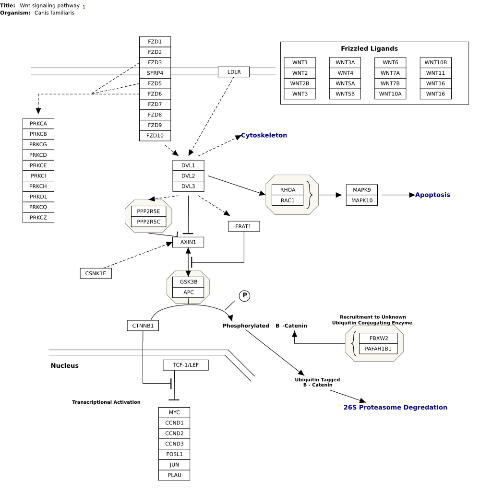 Title: Wnt signaling pathway
Organism: Canis familiaris
FZD1
FZD2
FZD3
SFRP4
FZD5
FZD6
FZD7
FZD8
FZD9
FZD10
LDLR
Frizzled Ligands
WNT1 WNT3A WNT6 WNT10B
WNT2 WNT4 WNT7A WNT11
WNT2B WNT5A WNT7B WNT16
WNT3 WNT5B WNT10A WNT16
PRKCA
PRKCB
PRKCG
PRKCD
PRKCE
PRKCI
PRKCH
PRKD1
PRKCQ
PRKCZ
Cytoskeleton
DVL1
DVL2
DVL3
RHOA
RAC1
MAPK9
MAPK10
Apoptosis
PPP2R5E
PPP2R5C
FRAT1
AXIN1
CSNK1E
GSK3B
APC
P
CTNNB1
Phosphorylated B -Catenin
Recruitment to Unknown
Ubiquitin Conjugating Enzyme
FBXW2
PAFAH1B1
Nucleus
TCF-1/LEF
Ubiquitin Tagged
B - Catenin
Transcriptional Activation
26S Proteasome Degredation
MYC
CCND1
CCND2
CCND3
FOSL1
JUN
PLAU